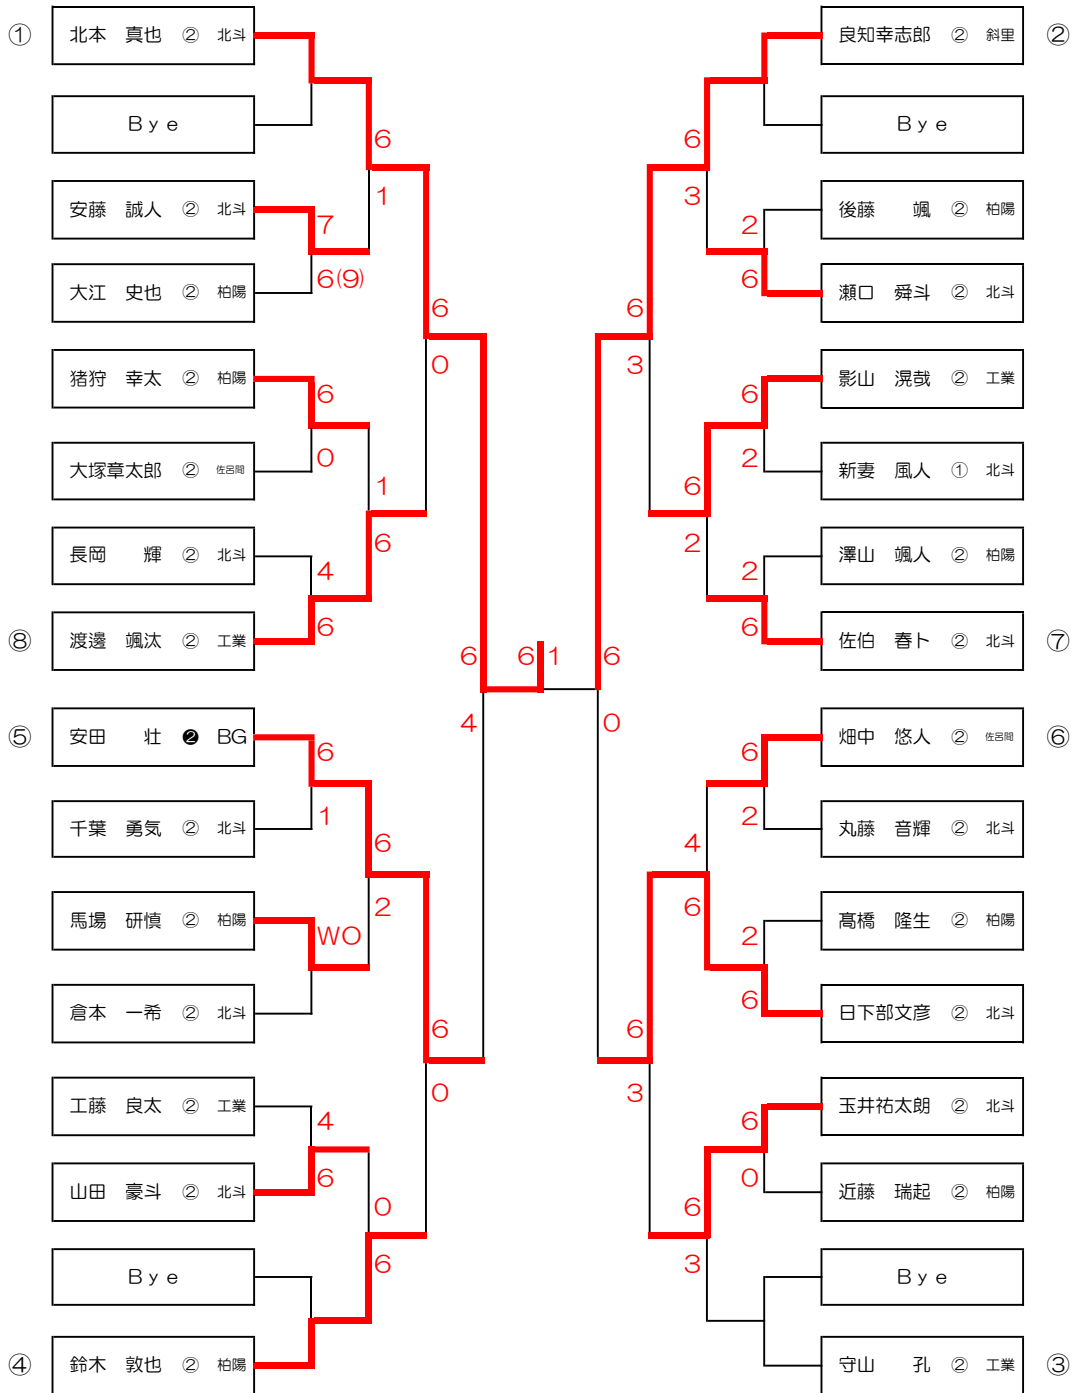 ① 北本　真也 ② 北斗
Ｂｙｅ
安藤　誠人 ② 北斗
大江　史也 ② 柏陽
猪狩　幸太 ② 柏陽
大塚章太郎 ② 佐呂間
長岡　　輝 ② 北斗
⑧ 渡邊　颯汰 ② 工業
⑤ 安田　　壮 ❷ BG
千葉　勇気 ② 北斗
馬場　研慎 ② 柏陽
倉本　一希 ② 北斗
工藤　良太 ② 工業
山田　豪斗 ② 北斗
Ｂｙｅ
④ 鈴木　敦也 ② 柏陽
6
1
7
6(9)
6
0
6
0
1
6
4
6
6
4
6
1
6
2
WO
6
0
4
6
0
6
6 1
良知幸志郎 ② 斜里 ②
Ｂｙｅ
後藤　　颯 ② 柏陽
瀬口　舜斗 ② 北斗
影山　滉哉 ② 工業
新妻　風人 ① 北斗
澤山　颯人 ② 柏陽
佐伯　春ト ② 北斗 ⑦
畑中　悠人 ② 佐呂間 ⑥
丸藤　音輝 ② 北斗
髙橋　隆生 ② 柏陽
日下部文彦 ② 北斗
玉井祐太朗 ② 北斗
近藤　瑞起 ② 柏陽
Ｂｙｅ
守山　　孔 ② 工業 ③
6
3
2
6
6
3
6
2
6
2
2
6
6
0
6
2
4
6
2
6
6
3
6
0
6
3